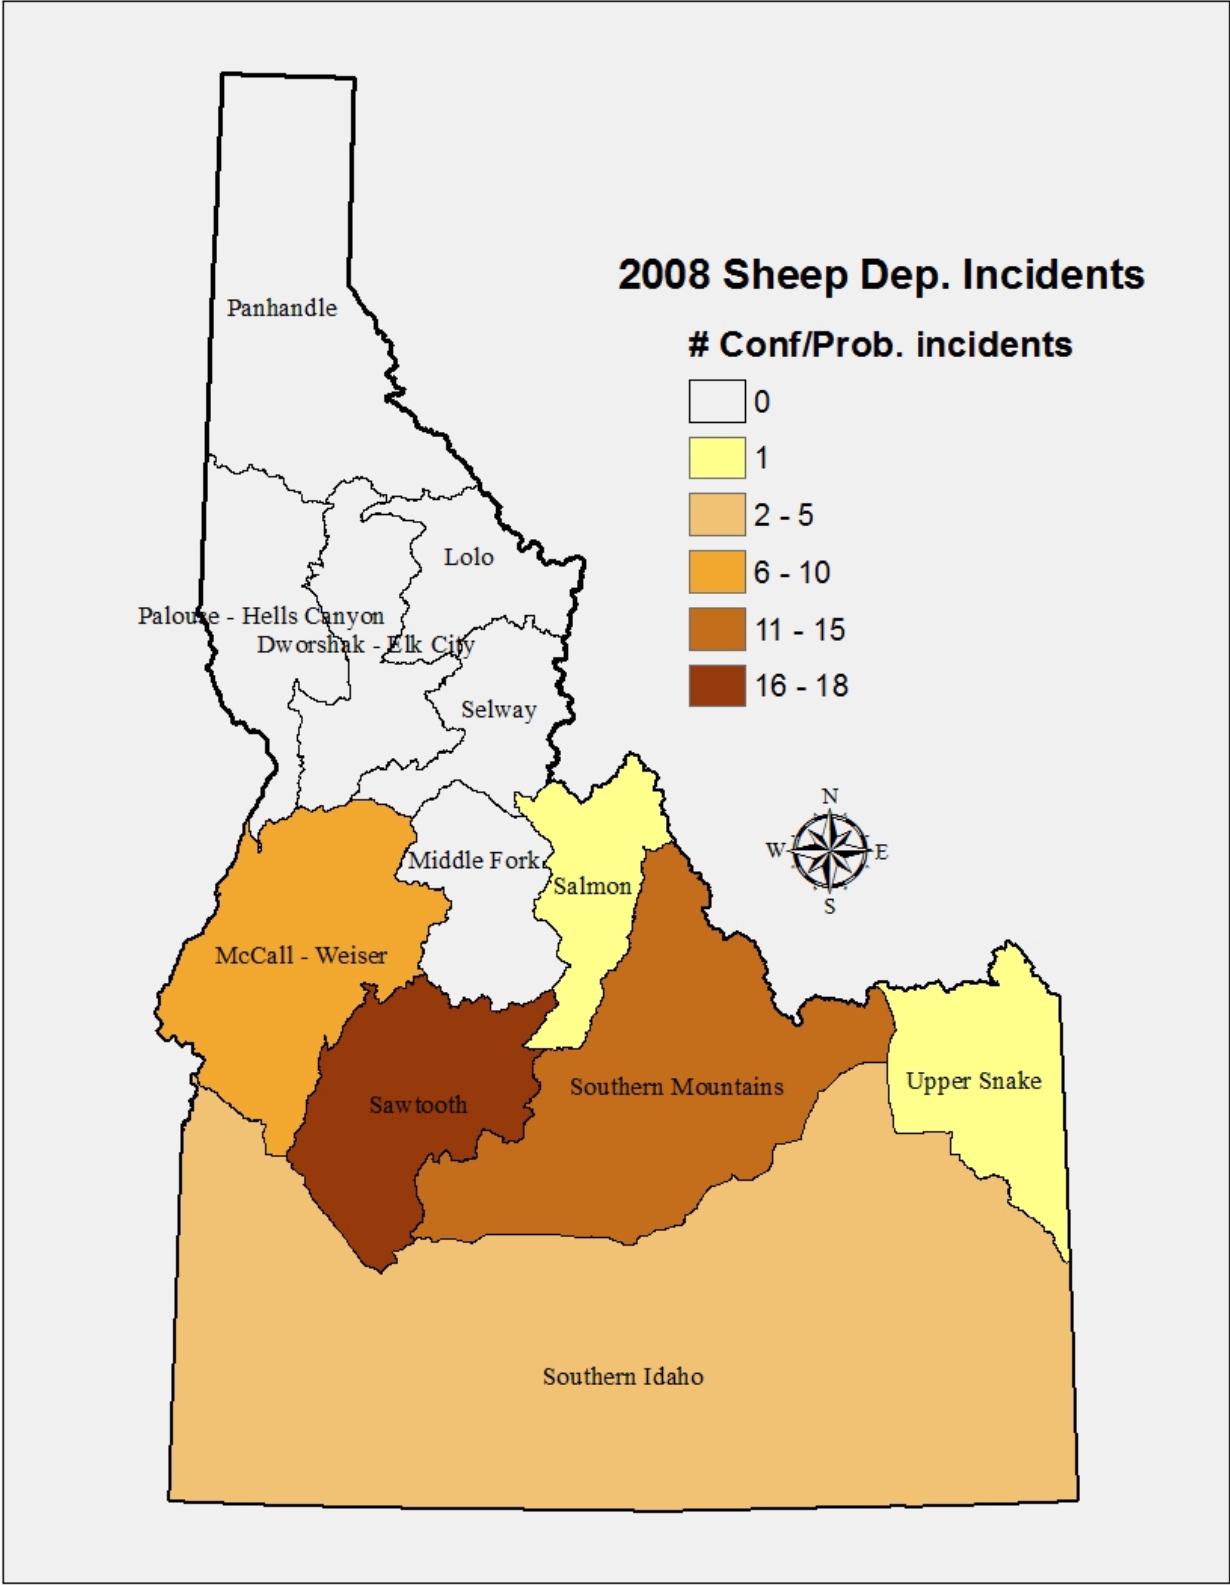 2008 Sheep Dep. Incidents
# Conf/Prob. incidents
0
1
2 - 5
6 - 10
11 - 15
16 - 18
Panhandle
Lolo
Palouse - Hells Canyon
Dworshak - Elk City
Selway
N
W
E
S
Middle Fork
Salmon
McCall - Weiser
Upper Snake
Southern Mountains
Sawtooth
Southern Idaho